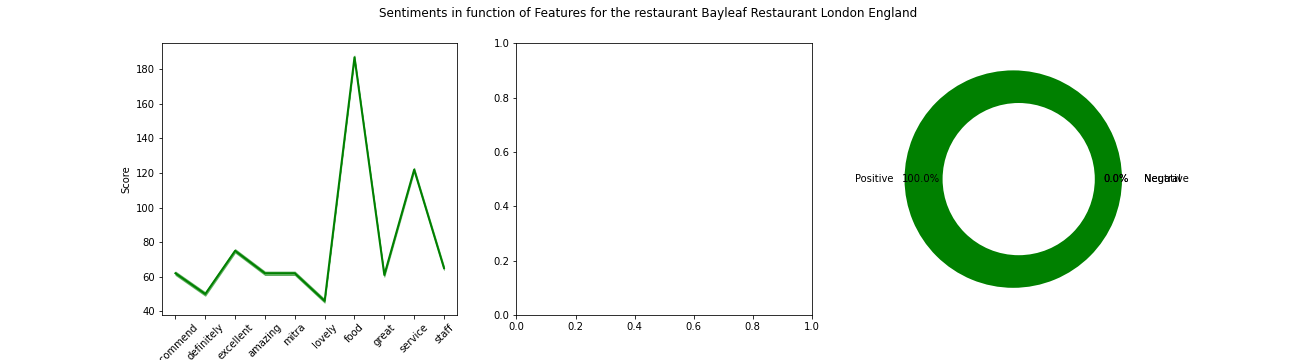 Sentiments in function of Features for the restaurant Bayleaf Restaurant London England
Score
180
160
140
120
100
80
60
40
definitely
excellent
amazing
mitra
lovely
food
great
service
staff
1.0
0.8
0.6
0.4
0.2
0.0
0.0 0.2 0.4 0.6 0.8 1.0
Positive 100.0% 0.0%